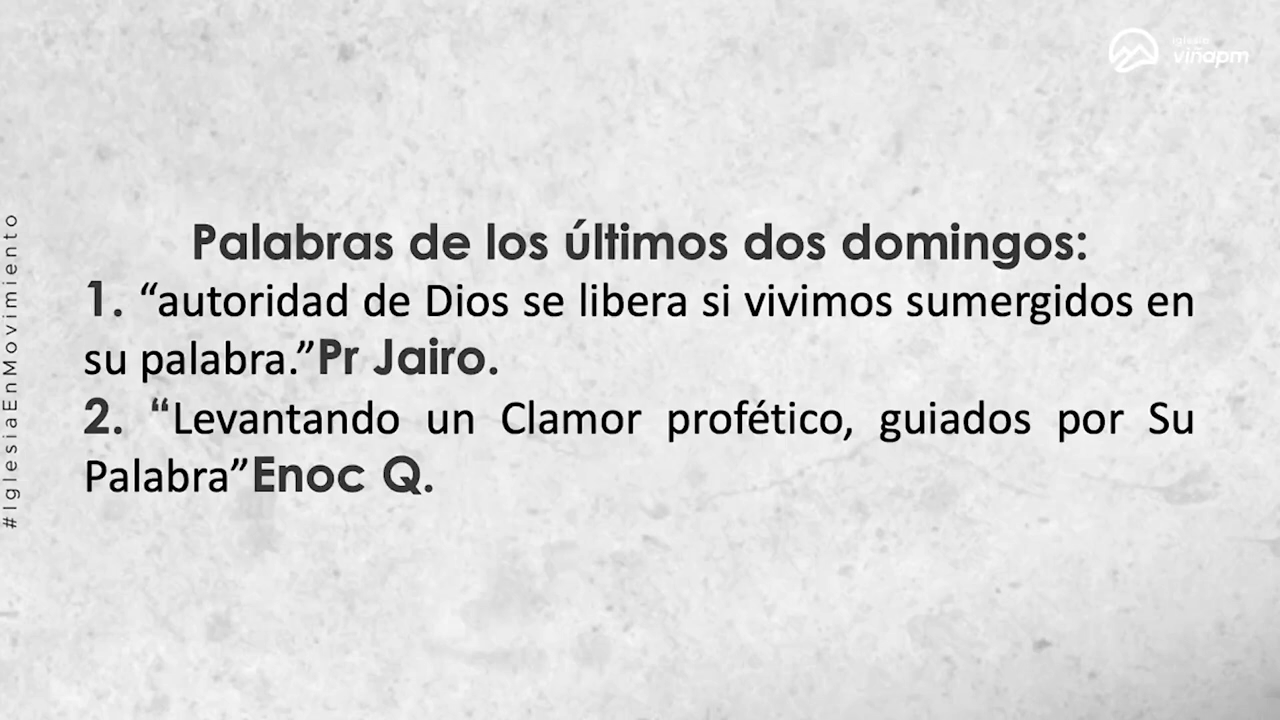 iglesia
viñapm
Palabras de los últimos dos domingos:
1. “autoridad de Dios se libera si vivimos sumergidos en
su palabra.”Pr Jairo.
2. “Levantando un Clamor profético, guiados por Su
Palabra”Enoc Q.
#IglesiaEnMovimiento